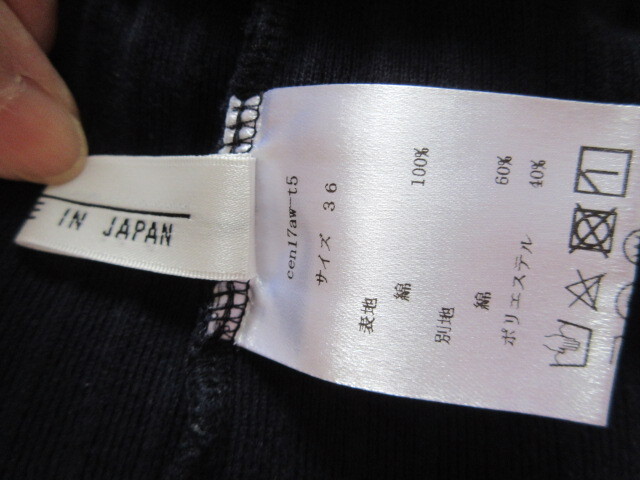 IN JAPAN
cen17aw-t5
サイズ 36
表地 綿 100%
別地 綿 60%
ポリエステル 40%